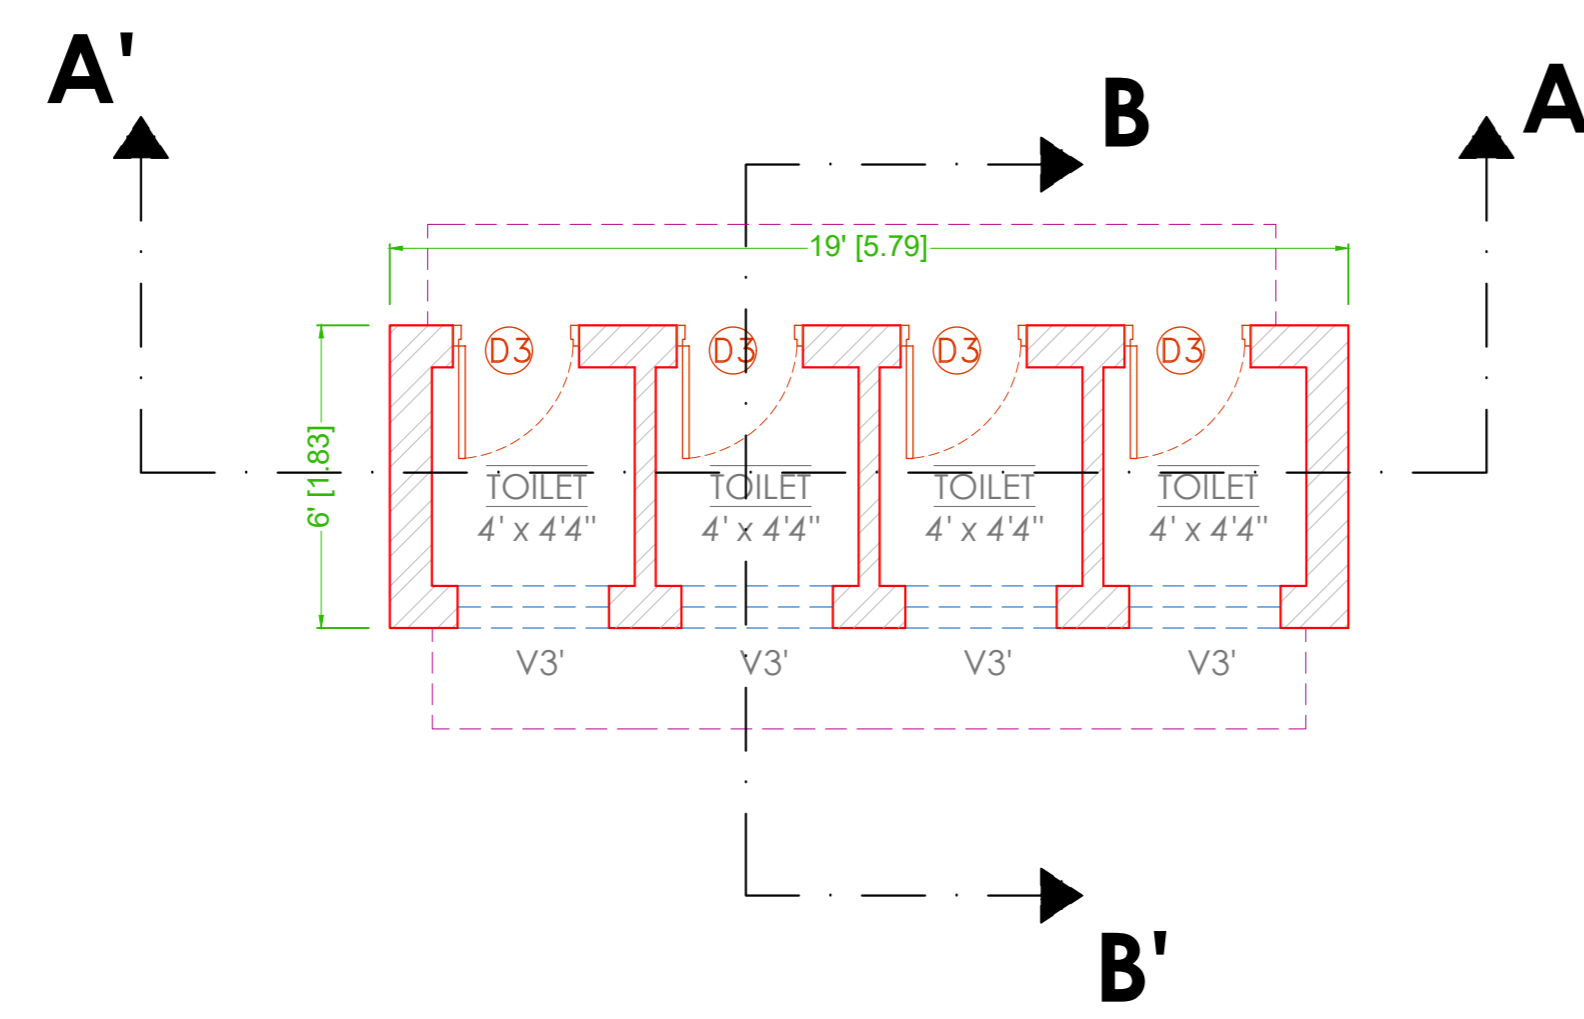 A'
B
A
19' [5.79]
D3
D3
D3
D3
6' [1.83]
TOILET
4' x 4'4"
TOILET
4' x 4'4"
TOILET
4' x 4'4"
TOILET
4' x 4'4"
V3'
V3'
V3'
V3'
B'